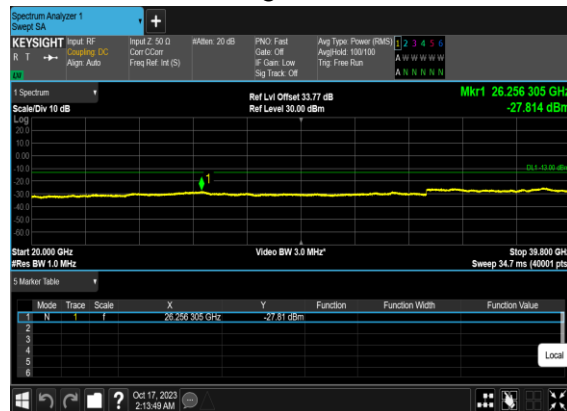 Spectrum Analyzer 1
Swept SA
KEYSIGHT
R T
Input: RF
Coupling: DC
Align: Auto
Input Z: 50 Ω
Corr CCorr
Freq Ref: Int (S)
#Atten: 20 dB
PNO: Fast
Gate: Off
IF Gain: Low
Sig Track: Off
Avg Type: Power (RMS)
Avg|Hold: 100/100
Trig: Free Run
1 2 3 4 5 6
A W W W W W
A N N N N N
1 Spectrum
Scale/Div 10 dB
Ref Lvl Offset 33.77 dB
Ref Level 30.00 dBm
Mkr1 26.256 305 GHz
-27.814 dBm
Log
20.0
10.0
0.00
-10.0
-20.0
-30.0
-40.0
-50.0
-60.0
1
DL1 -13.00 dBm
Start 20.000 GHz
#Res BW 1.0 MHz
Video BW 3.0 MHz*
Stop 39.800 GHz
Sweep 34.7 ms (40001 pts)
5 Marker Table
Mode Trace Scale X Y Function Function Width Function Value
1 N 1 f 26.256 305 GHz -27.81 dBm
2
3
4
5
6
Local
?
Oct 17, 2023
2:13:49 AM